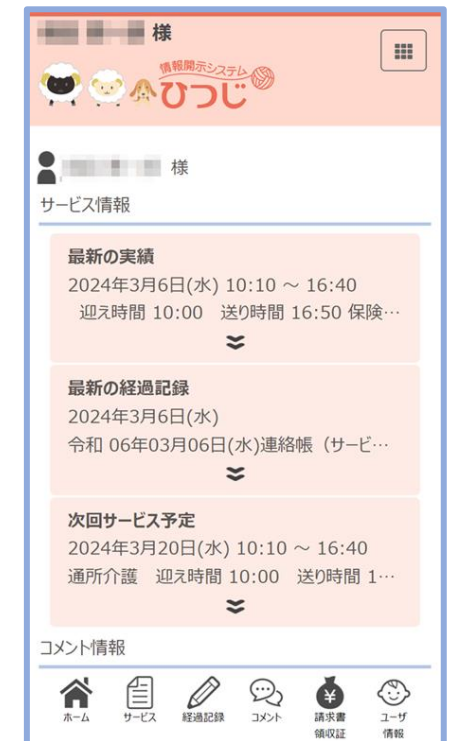 様
情報開示システム
ひつじ
様
サービス情報
最新の実績
2024年3月6日(水) 10:10 ～ 16:40
迎え時間 10:00　送り時間 16:50 保険…
最新の経過記録
2024年3月6日(水)
令和 06年03月06日(水)連絡帳（サービ…
次回サービス予定
2024年3月20日(水) 10:10 ～ 16:40
通所介護　迎え時間 10:00　送り時間 1…
コメント情報
ホーム　サービス　経過記録　コメント　請求書　ユーザ
領収証　情報